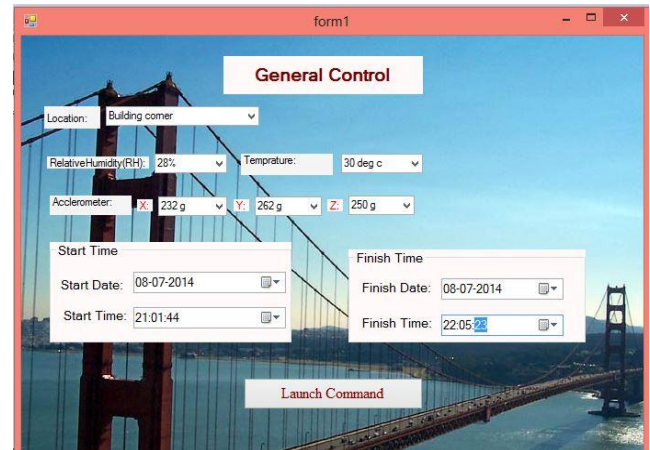 form1
General Control
Location: Building corner
RelativeHumidity(RH): 28% Temprature: 30 deg c
Acclerometer: X: 232 g Y: 262 g Z: 250 g
Start Time
Start Date: 08-07-2014
Start Time: 21:01:44
Finish Time
Finish Date: 08-07-2014
Finish Time: 22:05:23
Launch Command